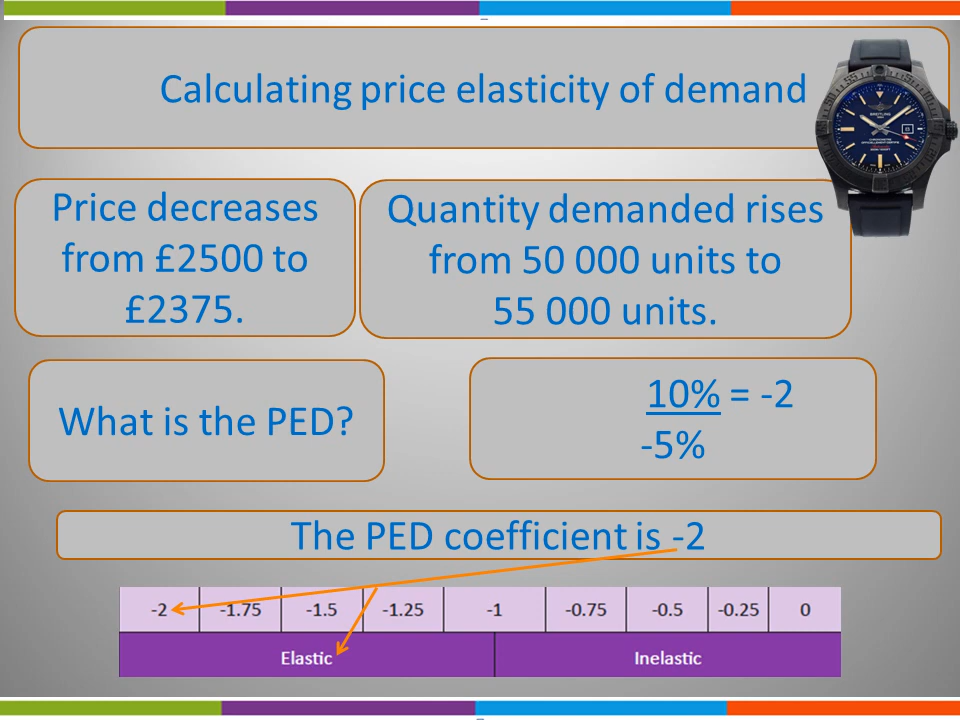 Calculating price elasticity of demand
BREITLING
Price decreases
from £2500 to
£2375.
Quantity demanded rises
from 50 000 units to
55 000 units.
What is the PED?
10% = -2
-5%
The PED coefficient is -2
-2 -1.75 -1.5 -1.25 -1 -0.75 -0.5 -0.25 0
Elastic Inelastic